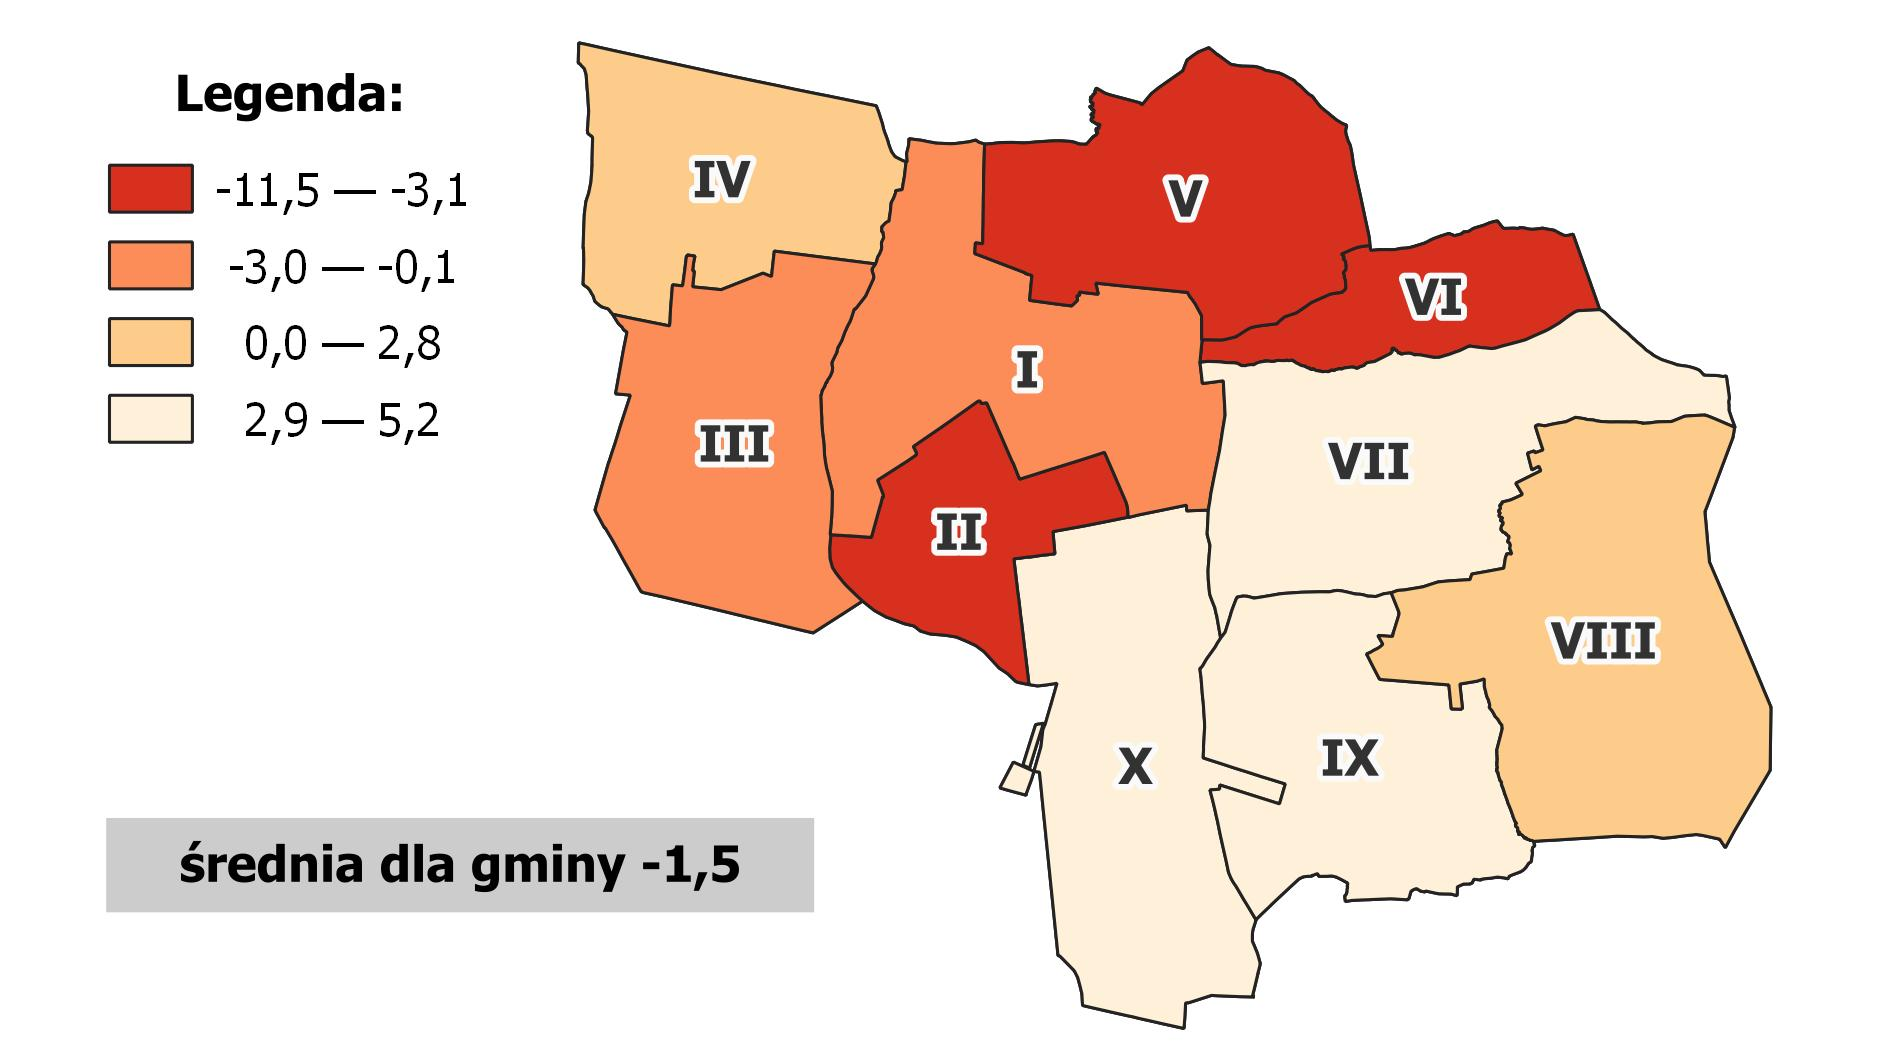 Legenda:
-11,5 — -3,1
-3,0 — -0,1
0,0 — 2,8
2,9 — 5,2
IV
V
VI
I
III
VII
II
VIII
IX
X
średnia dla gminy -1,5